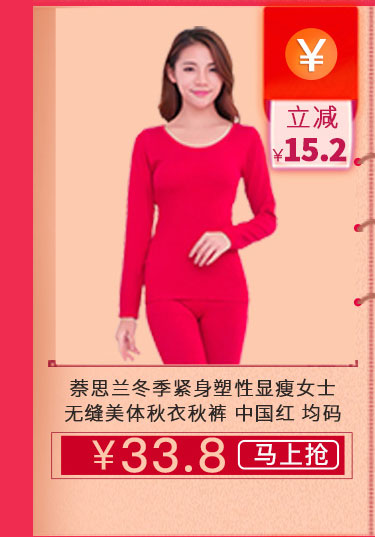 ¥
立减
¥15.2
萘思兰冬季紧身塑性显瘦女士
无缝美体秋衣秋裤 中国红 均码
¥33.8 马上抢